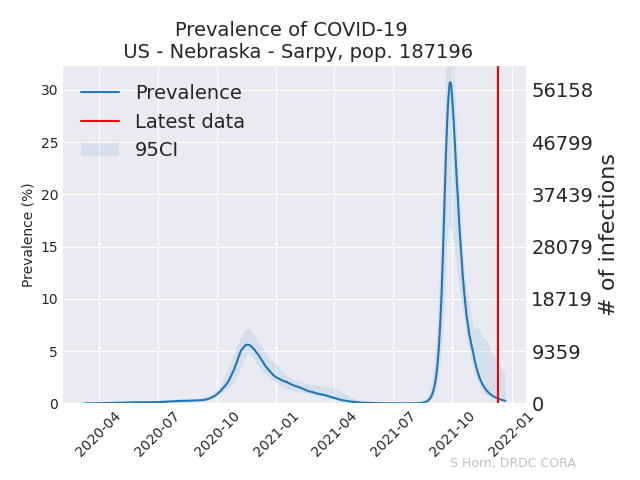 Prevalence of COVID-19
US - Nebraska - Sarpy, pop. 187196
Prevalence
Latest data
95CI
Prevalence (%)
30
25
20
15
10
5
0
56158
46799
37439
28079
18719
9359
0
# of infections
2020-04
2020-07
2020-10
2021-01
2021-04
2021-07
2021-10
2022-01
S Horn, DRDC CORA